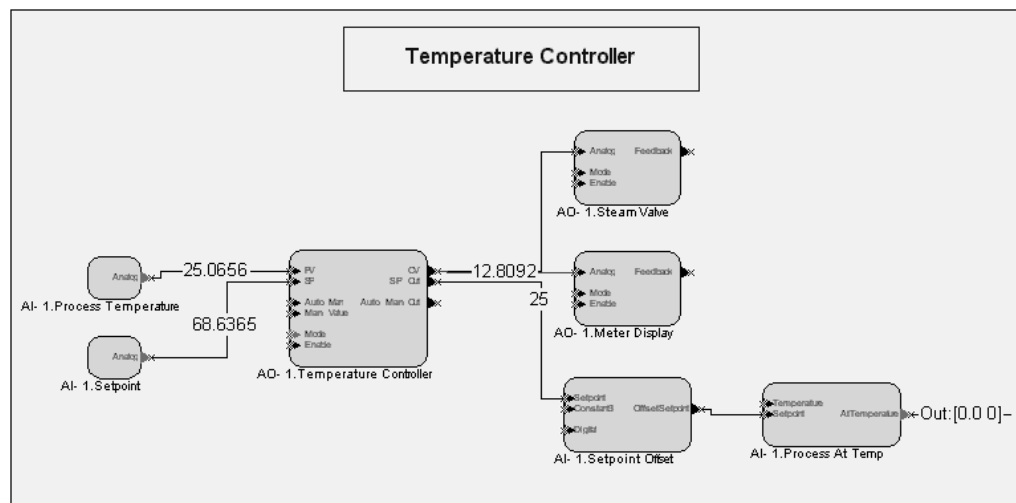 Temperature Controller
Analog Feedback
Mode
Enable
AO- 1.Steam Valve
Analog
AI- 1.Process Temperature
25.0656
68.6365
Analog
AI- 1.Setpoint
PV CV
SP SP Out
Auto Man Auto Man Out
Man Value
Mode
Enable
AO- 1.Temperature Controller
12.8092
25
Analog Feedback
Mode
Enable
AO- 1.Meter Display
Setpoint
Constant3 OffsetSetpoint
Digital
AI- 1.Setpoint Offset
Temperature
Setpoint AtTemperature
AI- 1.Process At Temp
Out:[0.0 0]